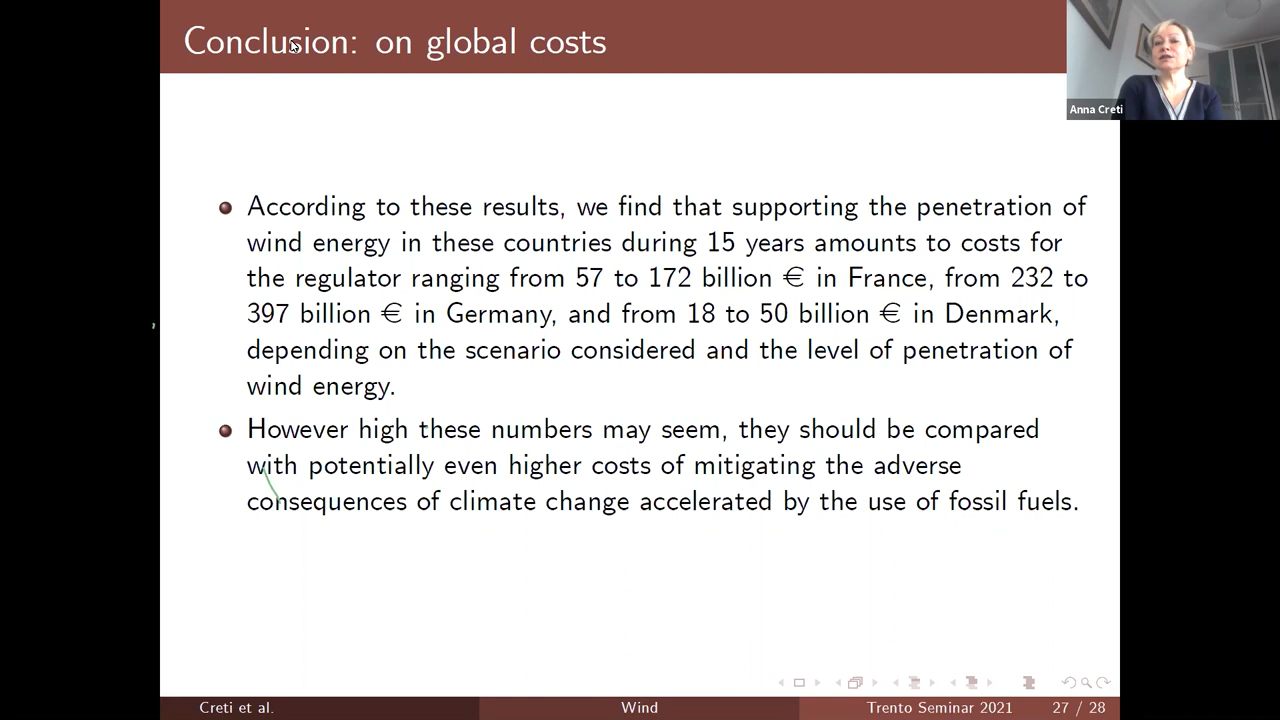 Conclusion: on global costs
Anna Creti
According to these results, we find that supporting the penetration of
wind energy in these countries during 15 years amounts to costs for
the regulator ranging from 57 to 172 billion € in France, from 232 to
397 billion € in Germany, and from 18 to 50 billion € in Denmark,
depending on the scenario considered and the level of penetration of
wind energy.
However high these numbers may seem, they should be compared
with potentially even higher costs of mitigating the adverse
consequences of climate change accelerated by the use of fossil fuels.
Creti et al.
Wind
Trento Seminar 2021
27 / 28